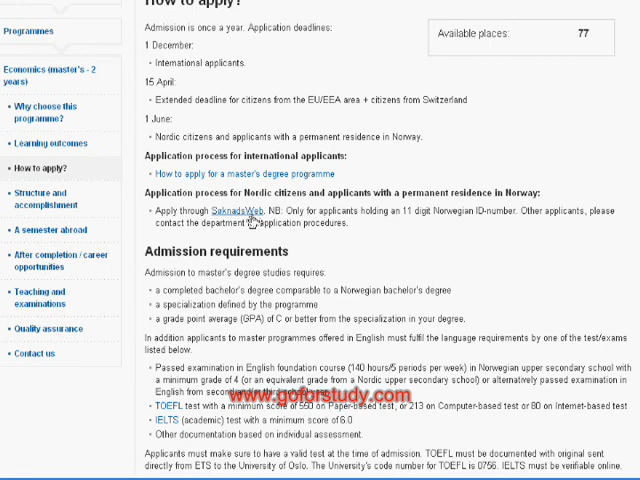 How to apply?
Programmes
Economics (master's - 2
years)
Why choose this
programme?
Learning outcomes
How to apply?
Structure and
accomplishment
A semester abroad
After completion / career
opportunities
Teaching and
examinations
Quality assurance
Contact us
Admission is once a year. Application deadlines:
1 December:
International applicants.
15 April:
Extended deadline for citizens from the EU/EEA area + citizens from Switzerland
1 June:
Nordic citizens and applicants with a permanent residence in Norway.
Application process for international applicants:
How to apply for a master's degree programme
Application process for Nordic citizens and applicants with a permanent residence in Norway:
Apply through SøknadsWeb. NB: Only for applicants holding an 11 digit Norwegian ID-number. Other applicants, please
contact the department application procedures.
Available places: 77
Admission requirements
Admission to master's degree studies requires:
a completed bachelor's degree comparable to a Norwegian bachelor's degree
a specialization defined by the programme
a grade point average (GPA) of C or better from the specialization in your degree.
In addition applicants to master programmes offered in English must fulfil the language requirements by one of the test/exams
listed below.
Passed examination in English foundation course (140 hours/5 periods per week) in Norwegian upper secondary school with
a minimum grade of 4 (or an equivalent grade from a Nordic upper secondary school) or alternatively passed examination in
English from second
www.goforstudy.com
TOEFL test with a minimum score of 550 on Paper-based test, or 213 on Computer-based test or 80 on Internet-based test
IELTS (academic) test with a minimum score of 6.0
Other documentation based on individual assessment.
Applicants must make sure to have a valid test at the time of admission. TOEFL must be documented with original sent
directly from ETS to the University of Oslo. The University's code number for TOEFL is 0756. IELTS must be verifiable online.